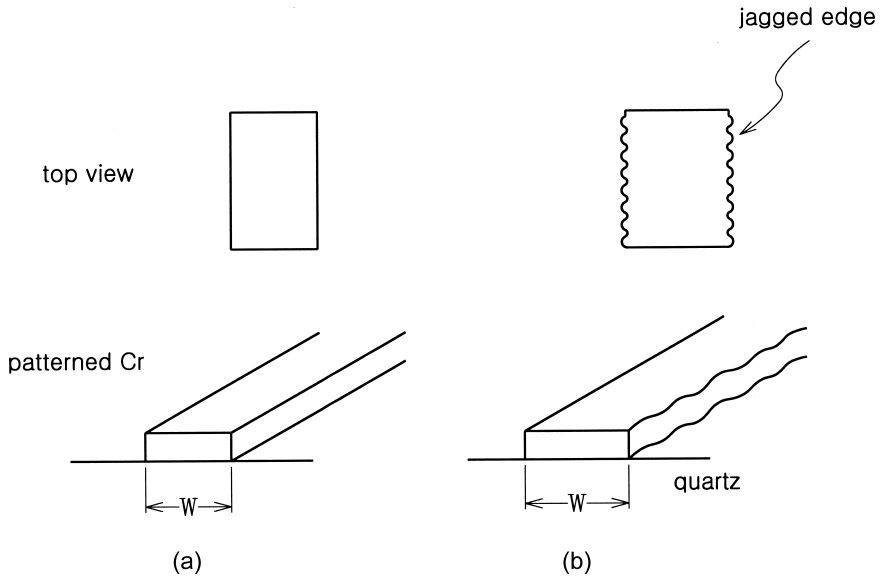 jagged edge
top view
patterned Cr
quartz
W
W
(a)
(b)